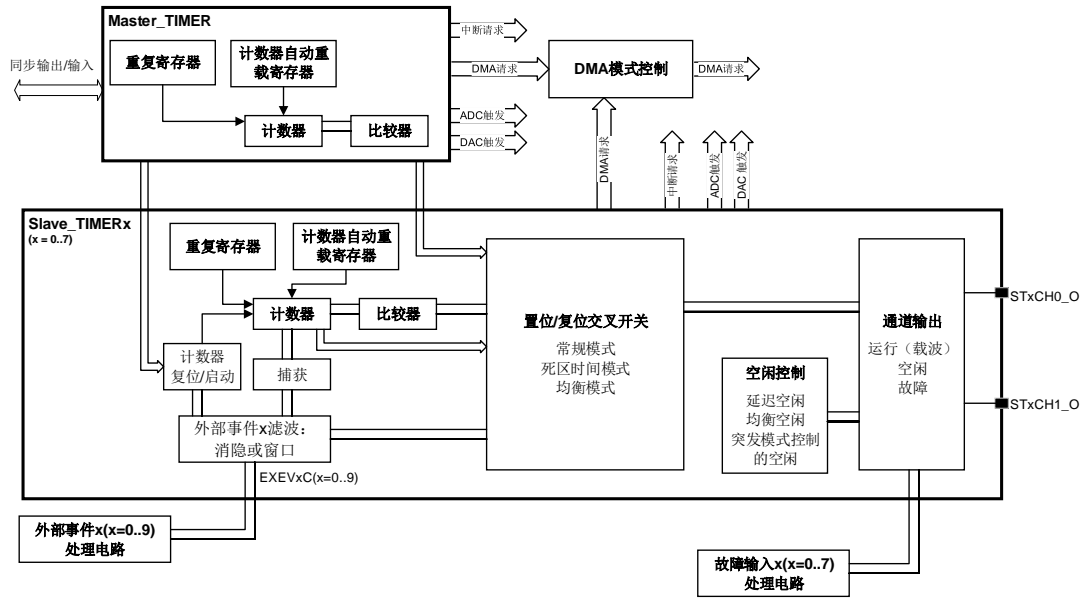 Master_TIMER
同步输出/输入
重复寄存器
计数器自动重
载寄存器
计数器
比较器
中断请求
DMA请求
ADC触发
DAC触发
DMA模式控制
DMA请求
DMA请求
中断请求
ADC触发
DAC 触发
Slave_TIMERx
(x = 0..7)
重复寄存器
计数器自动重
载寄存器
计数器
比较器
计数器
复位/启动
捕获
外部事件x滤波：
消隐或窗口
EXEVxC(x=0..9)
置位/复位交叉开关
常规模式
死区时间模式
均衡模式
空闲控制
延迟空闲
均衡空闲
突发模式控制
的空闲
通道输出
运行（载波）
空闲
故障
STxCH0_O
STxCH1_O
外部事件x(x=0..9)
处理电路
故障输入x(x=0..7)
处理电路